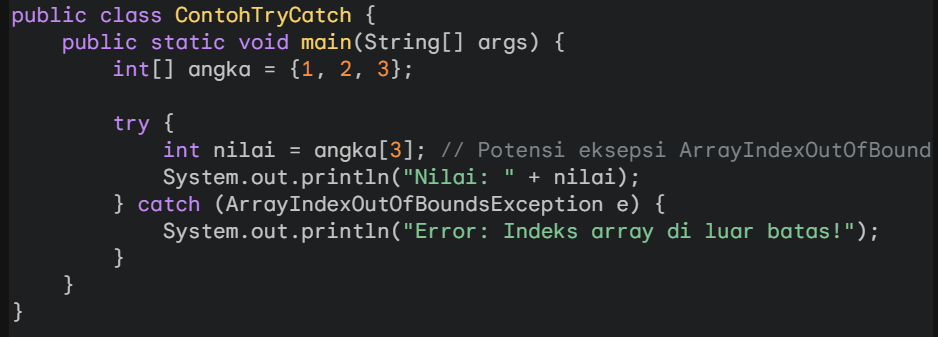 public class ContohTryCatch {
    public static void main(String[] args) {
        int[] angka = {1, 2, 3};

        try {
            int nilai = angka[3]; // Potensi eksepsi ArrayIndexOutOfBound
            System.out.println("Nilai: " + nilai);
        } catch (ArrayIndexOutOfBoundsException e) {
            System.out.println("Error: Indeks array di luar batas!");
        }
    }
}